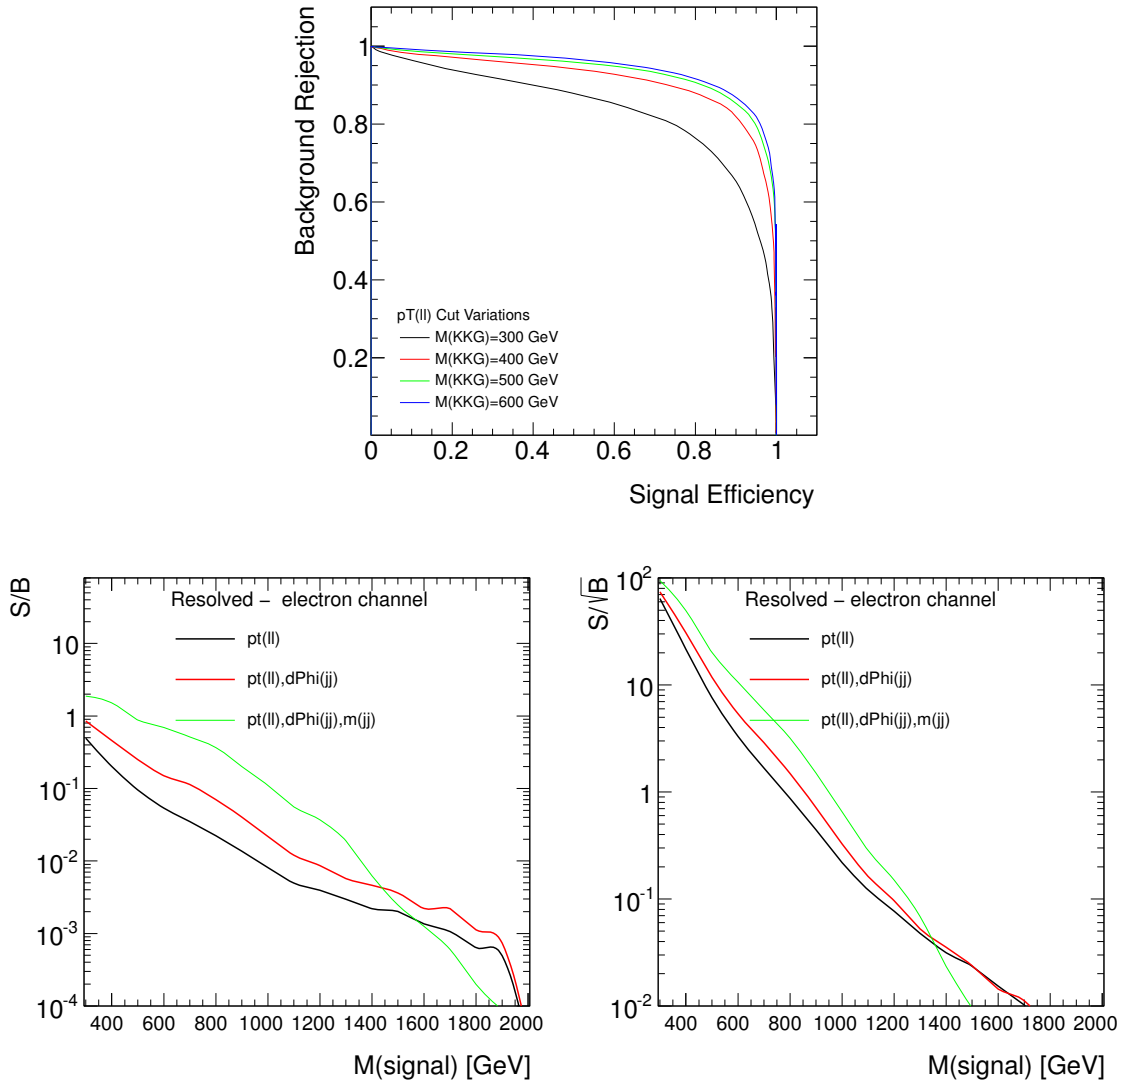 Background Rejection
1
0.8
0.6
0.4
0.2
pT(ll) Cut Variations
M(KKG)=300 GeV
M(KKG)=400 GeV
M(KKG)=500 GeV
M(KKG)=600 GeV
0 0.2 0.4 0.6 0.8 1
Signal Efficiency
S/B
Resolved − electron channel
pt(ll)
pt(ll),dPhi(jj)
pt(ll),dPhi(jj),m(jj)
10
1
10⁻¹
10⁻²
10⁻³
10⁻⁴
400 600 800 1000 1200 1400 1600 1800 2000
M(signal) [GeV]
S/√B
Resolved − electron channel
pt(ll)
pt(ll),dPhi(jj)
pt(ll),dPhi(jj),m(jj)
10²
10
1
10⁻¹
10⁻²
400 600 800 1000 1200 1400 1600 1800 2000
M(signal) [GeV]